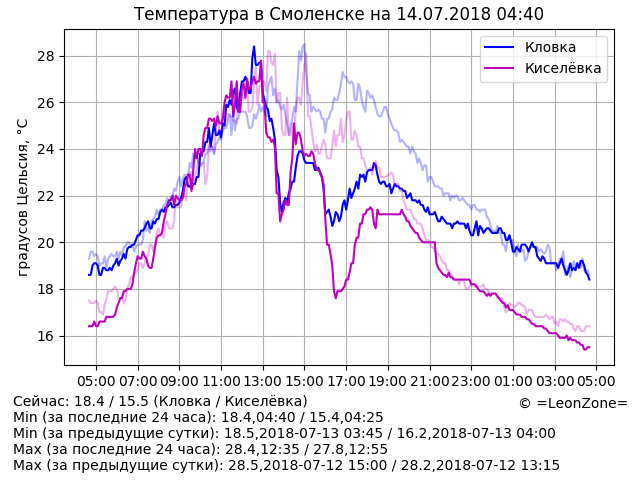 Температура в Смоленске на 14.07.2018 04:40
градусов Цельсия, °C
28
26
24
22
20
18
16
Кловка
Киселёвка
05:00 07:00 09:00 11:00 13:00 15:00 17:00 19:00 21:00 23:00 01:00 03:00 05:00
Сейчас: 18.4 / 15.5 (Кловка / Киселёвка)
© =LeonZone=
Min (за последние 24 часа): 18.4,04:40 / 15.4,04:25
Min (за предыдущие сутки): 18.5,2018-07-13 03:45 / 16.2,2018-07-13 04:00
Max (за последние 24 часа): 28.4,12:35 / 27.8,12:55
Max (за предыдущие сутки): 28.5,2018-07-12 15:00 / 28.2,2018-07-12 13:15